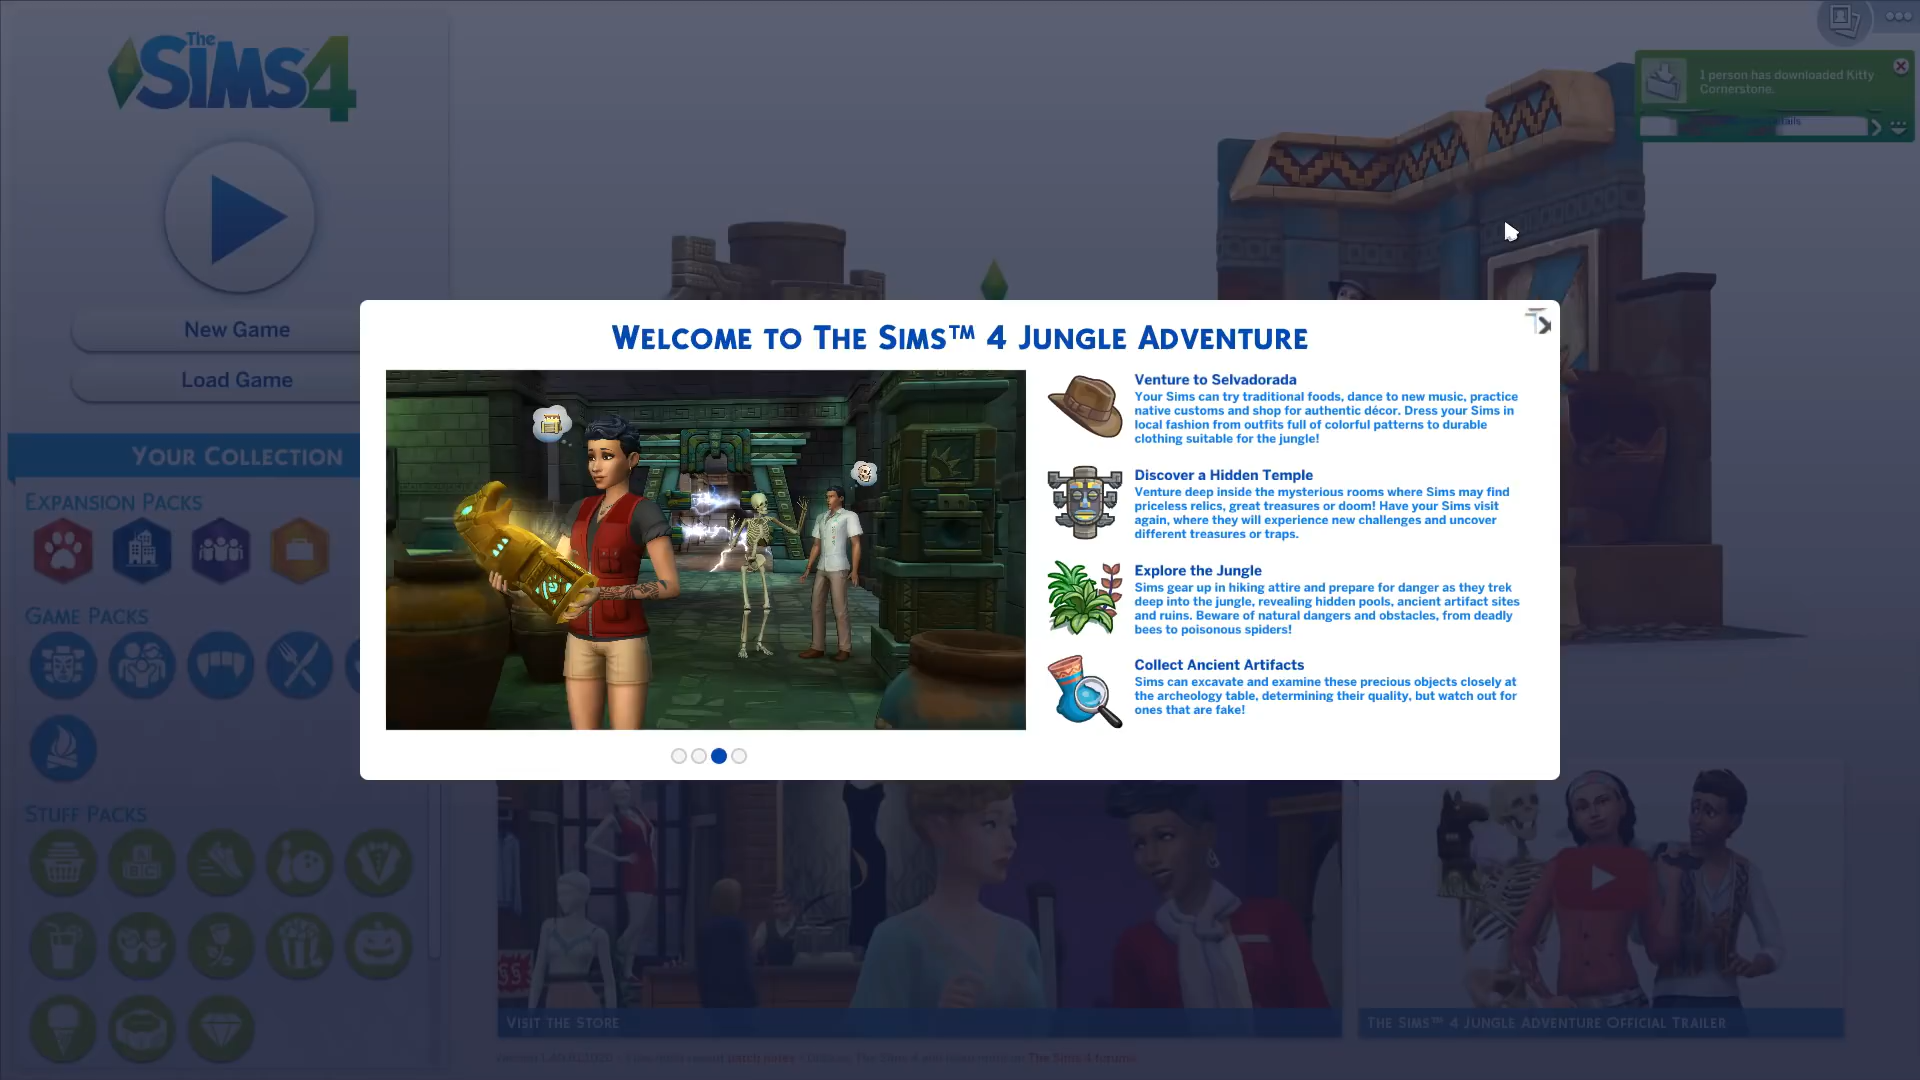 The SiMS 4
1 person has downloaded Kitty
Cornerstone.
New Game
Load Game
WELCOME TO THE SIMS™ 4 JUNGLE ADVENTURE
Venture to Selvadorada
Your Sims can try traditional foods, dance to new music, practice
native customs and shop for authentic décor. Dress your Sims in
local fashion from outfits full of colorful patterns to durable
clothing suitable for the jungle!
Discover a Hidden Temple
Venture deep inside the mysterious rooms where Sims may find
priceless relics, great treasures or doom! Have your Sims visit
again, where they will experience new challenges and uncover
different treasures or traps.
Explore the Jungle
Sims gear up in hiking attire and prepare for danger as they trek
deep into the jungle, revealing hidden pools, ancient artifact sites
and ruins. Beware of natural dangers and obstacles, from deadly
bees to poisonous spiders!
Collect Ancient Artifacts
Sims can excavate and examine these precious objects closely at
the archeology table, determining their quality, but watch out for
ones that are fake!
YOUR COLLECTION
EXPANSION PACKS
GAME PACKS
STUFF PACKS
VISIT THE STORE
THE SIMS™ 4 JUNGLE ADVENTURE OFFICIAL TRAILER
patch notes
The Sims 4 forums